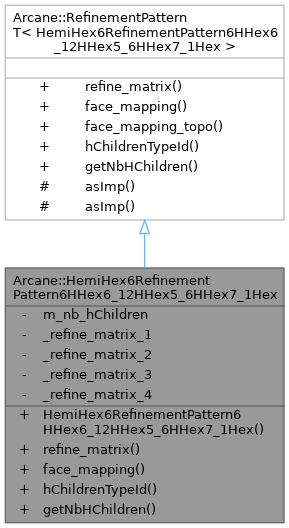 Arcane::RefinementPattern
T< HemiHex6RefinementPattern6HHex6
_12HHex5_6HHex7_1Hex >
+ refine_matrix()
+ face_mapping()
+ face_mapping_topo()
+ hChildrenTypeId()
+ getNbHChildren()
# asImp()
# asImp()
Arcane::HemiHex6Refinement
Pattern6HHex6_12HHex5_6HHex7_1Hex
- m_nb_hChildren
- _refine_matrix_1
- _refine_matrix_2
- _refine_matrix_3
- _refine_matrix_4
+ HemiHex6RefinementPattern6
HHex6_12HHex5_6HHex7_1Hex()
+ refine_matrix()
+ face_mapping()
+ hChildrenTypeId()
+ getNbHChildren()